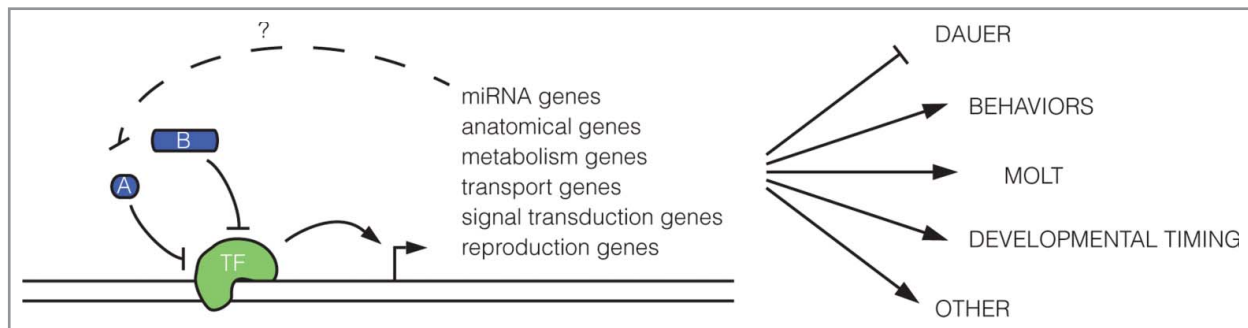 ?
B
A
TF
miRNA genes
anatomical genes
metabolism genes
transport genes
signal transduction genes
reproduction genes
DAUER
BEHAVIORS
MOLT
DEVELOPMENTAL TIMING
OTHER